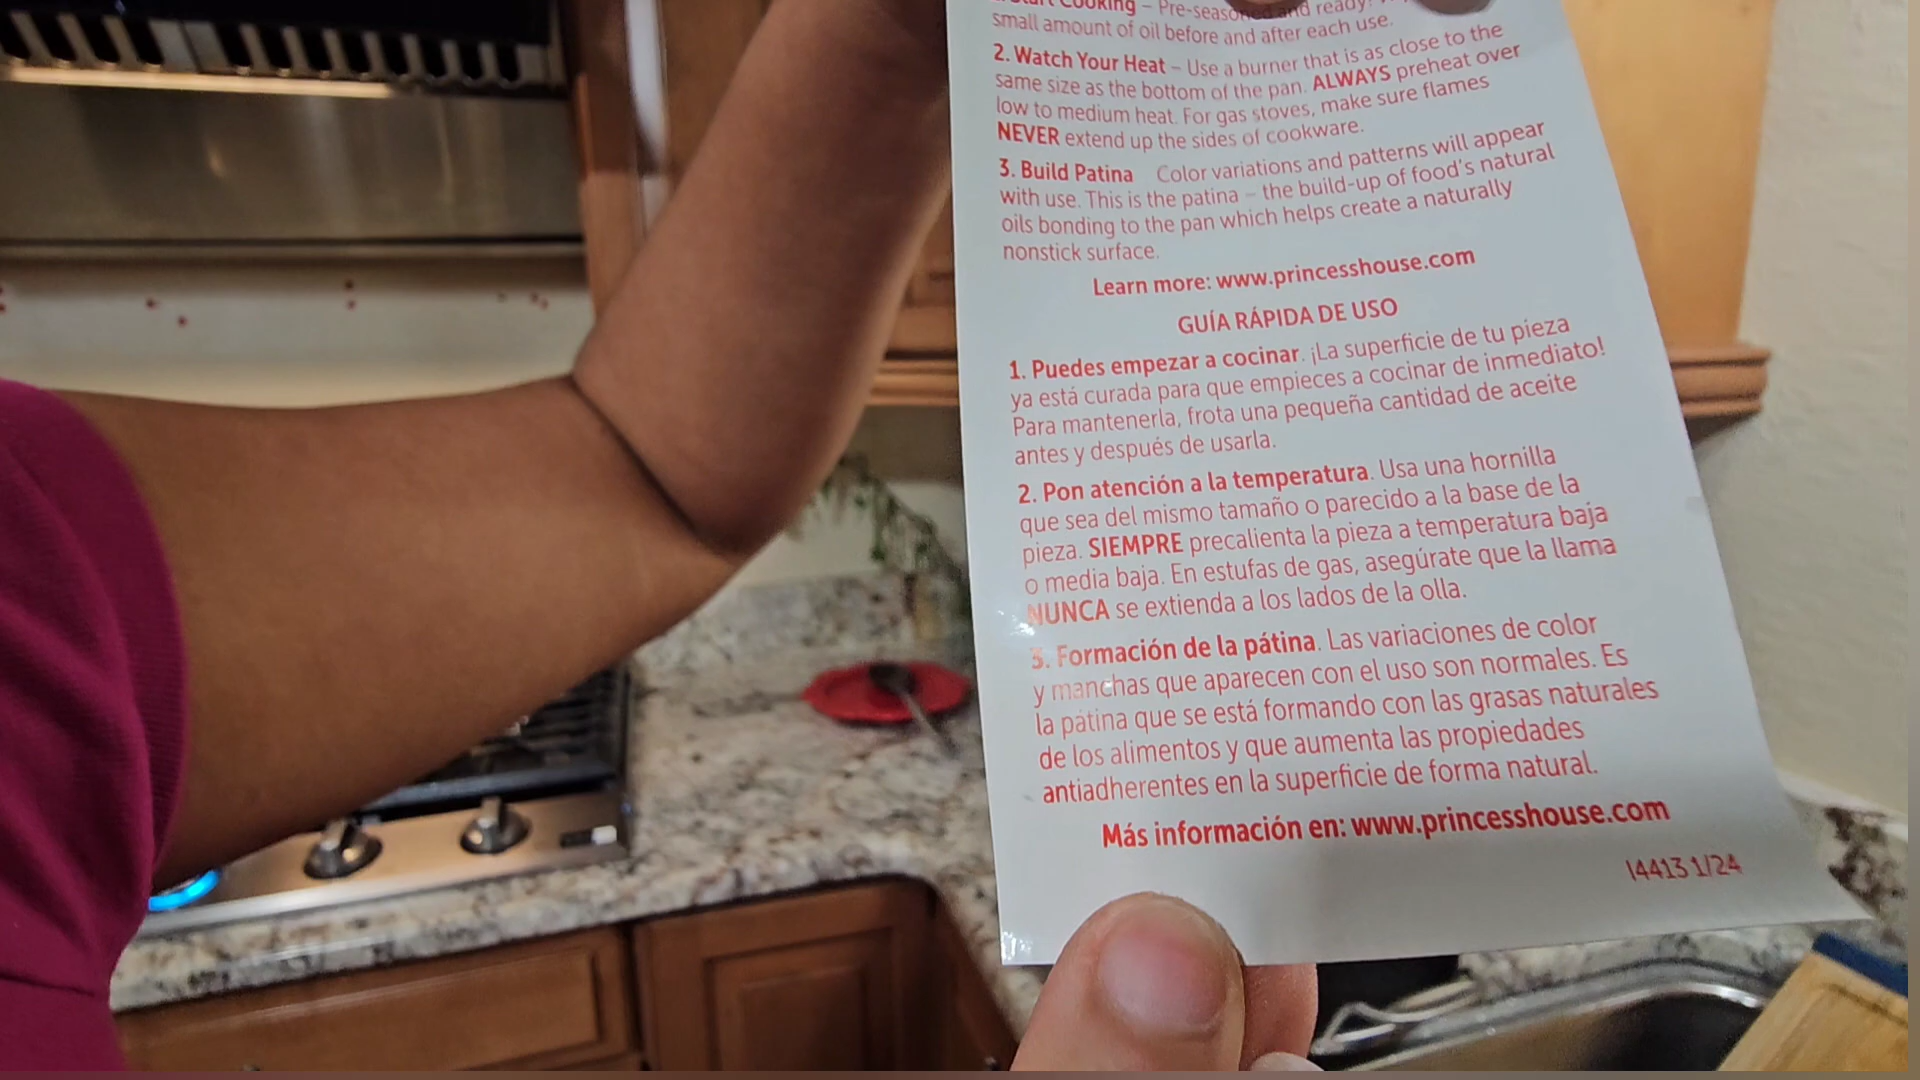 Start Cooking – Pre-seasoned and ready!
small amount of oil before and after each use.
2. Watch Your Heat – Use a burner that is as close to the
same size as the bottom of the pan. ALWAYS preheat over
low to medium heat. For gas stoves, make sure flames
NEVER extend up the sides of cookware.
3. Build Patina Color variations and patterns will appear
with use. This is the patina – the build-up of food's natural
oils bonding to the pan which helps create a naturally
nonstick surface.
Learn more: www.princesshouse.com
GUÍA RÁPIDA DE USO
1. Puedes empezar a cocinar. ¡La superficie de tu pieza
ya está curada para que empieces a cocinar de inmediato!
Para mantenerla, frota una pequeña cantidad de aceite
antes y después de usarla.
2. Pon atención a la temperatura. Usa una hornilla
que sea del mismo tamaño o parecido a la base de la
pieza. SIEMPRE precalienta la pieza a temperatura baja
o media baja. En estufas de gas, asegúrate que la llama
NUNCA se extienda a los lados de la olla.
3. Formación de la pátina. Las variaciones de color
y manchas que aparecen con el uso son normales. Es
la pátina que se está formando con las grasas naturales
de los alimentos y que aumenta las propiedades
antiadherentes en la superficie de forma natural.
Más información en: www.princesshouse.com
I4413 1/24